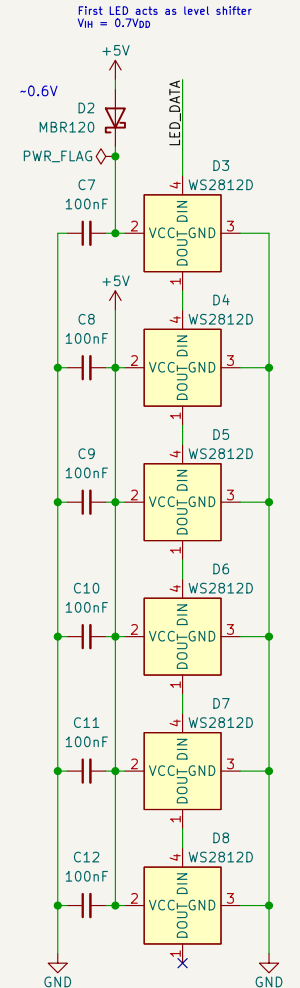 First LED acts as level shifter
VIH = 0.7VDD
+5V
~0.6V
D2
MBR120
LED_DATA
PWR_FLAG
C7
100nF
D3
WS2812D
4
2
VCC
DIN
DOUT
GND
3
1
+5V
C8
100nF
D4
WS2812D
4
2
VCC
DIN
DOUT
GND
3
1
C9
100nF
D5
WS2812D
4
2
VCC
DIN
DOUT
GND
3
1
C10
100nF
D6
WS2812D
4
2
VCC
DIN
DOUT
GND
3
1
C11
100nF
D7
WS2812D
4
2
VCC
DIN
DOUT
GND
3
1
C12
100nF
D8
WS2812D
4
2
VCC
DIN
DOUT
GND
3
1
GND
GND